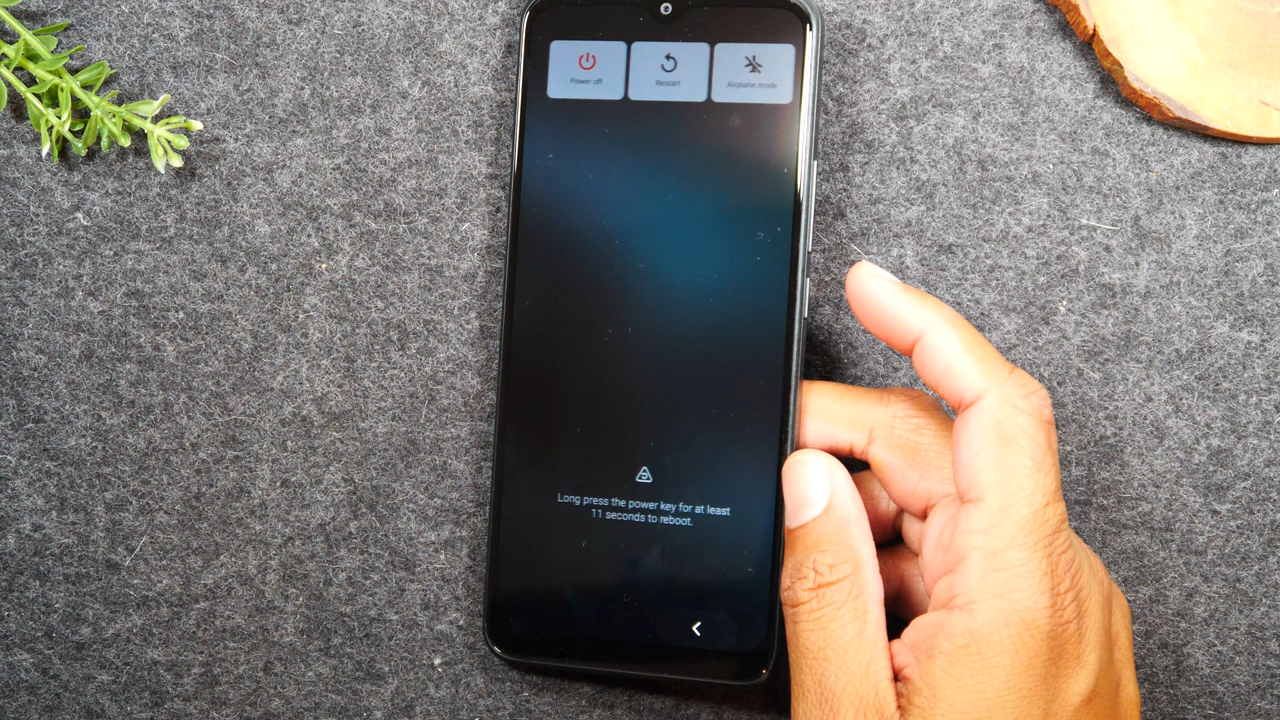 Power off
Restart
Airplane mode
Long press the power key for at least
11 seconds to reboot.